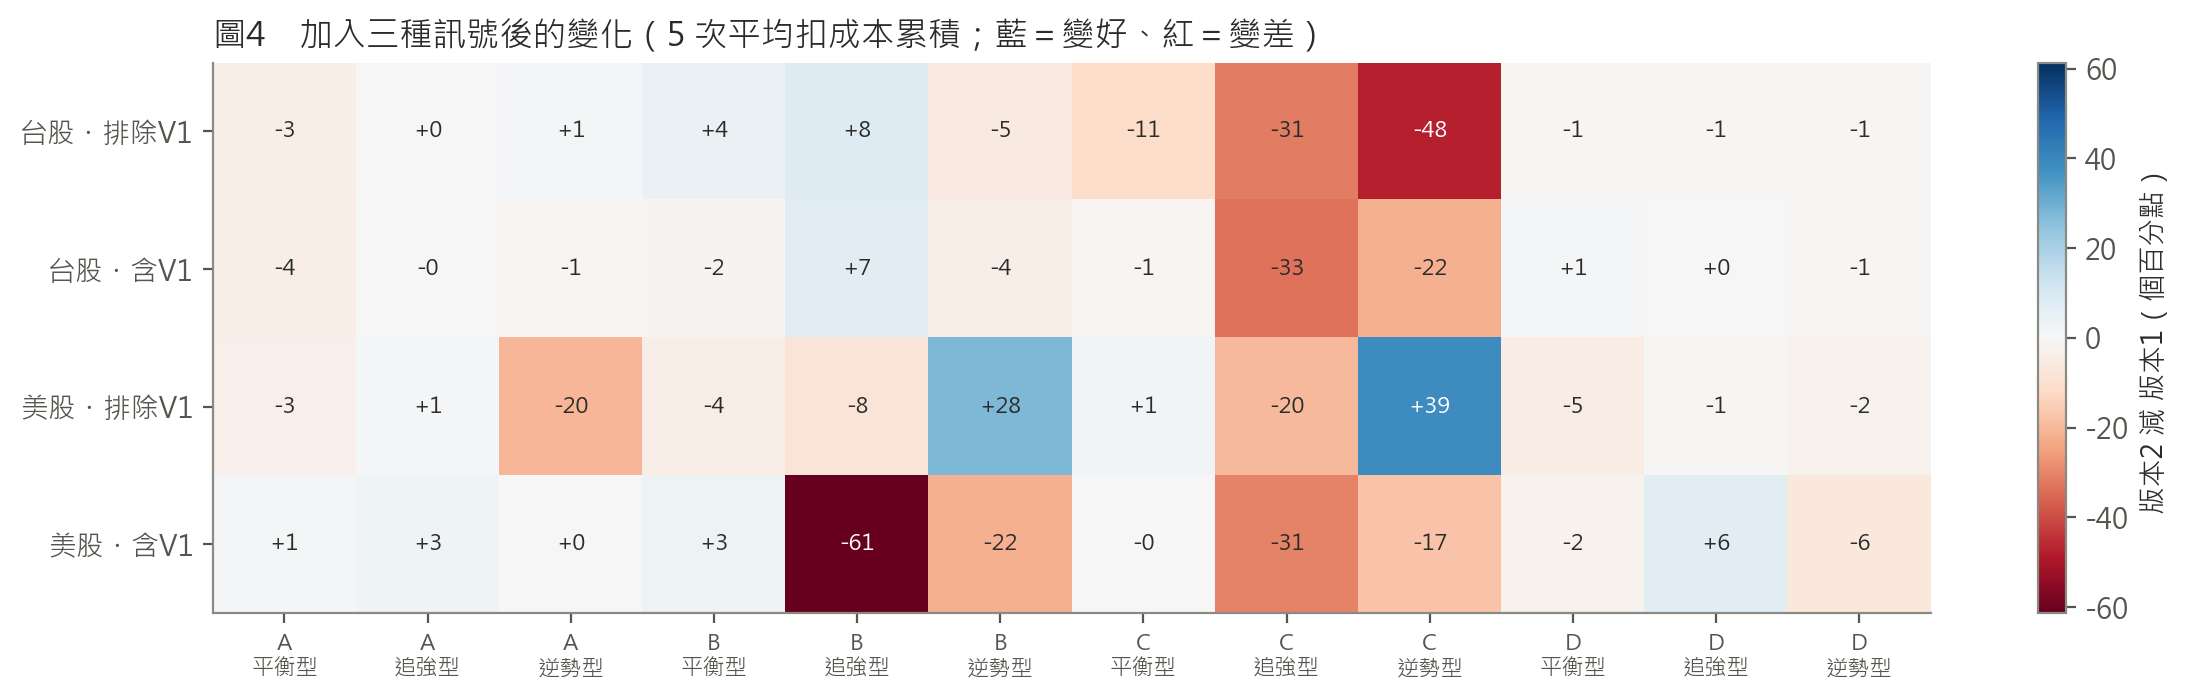 圖4　加入三種訊號後的變化（5 次平均扣成本累積；藍＝變好、紅＝變差）
台股．排除V1 -3 +0 +1 +4 +8 -5 -11 -31 -48 -1 -1 -1
台股．含V1 -4 -0 -1 -2 +7 -4 -1 -33 -22 +1 +0 -1
美股．排除V1 -3 +1 -20 -4 -8 +28 +1 -20 +39 -5 -1 -2
美股．含V1 +1 +3 +0 +3 -61 -22 -0 -31 -17 -2 +6 -6
A A A B B B C C C D D D
平衡型 追強型 逆勢型 平衡型 追強型 逆勢型 平衡型 追強型 逆勢型 平衡型 追強型 逆勢型
60
40
20
0
-20
-40
-60
版本2 減 版本1（個百分點）